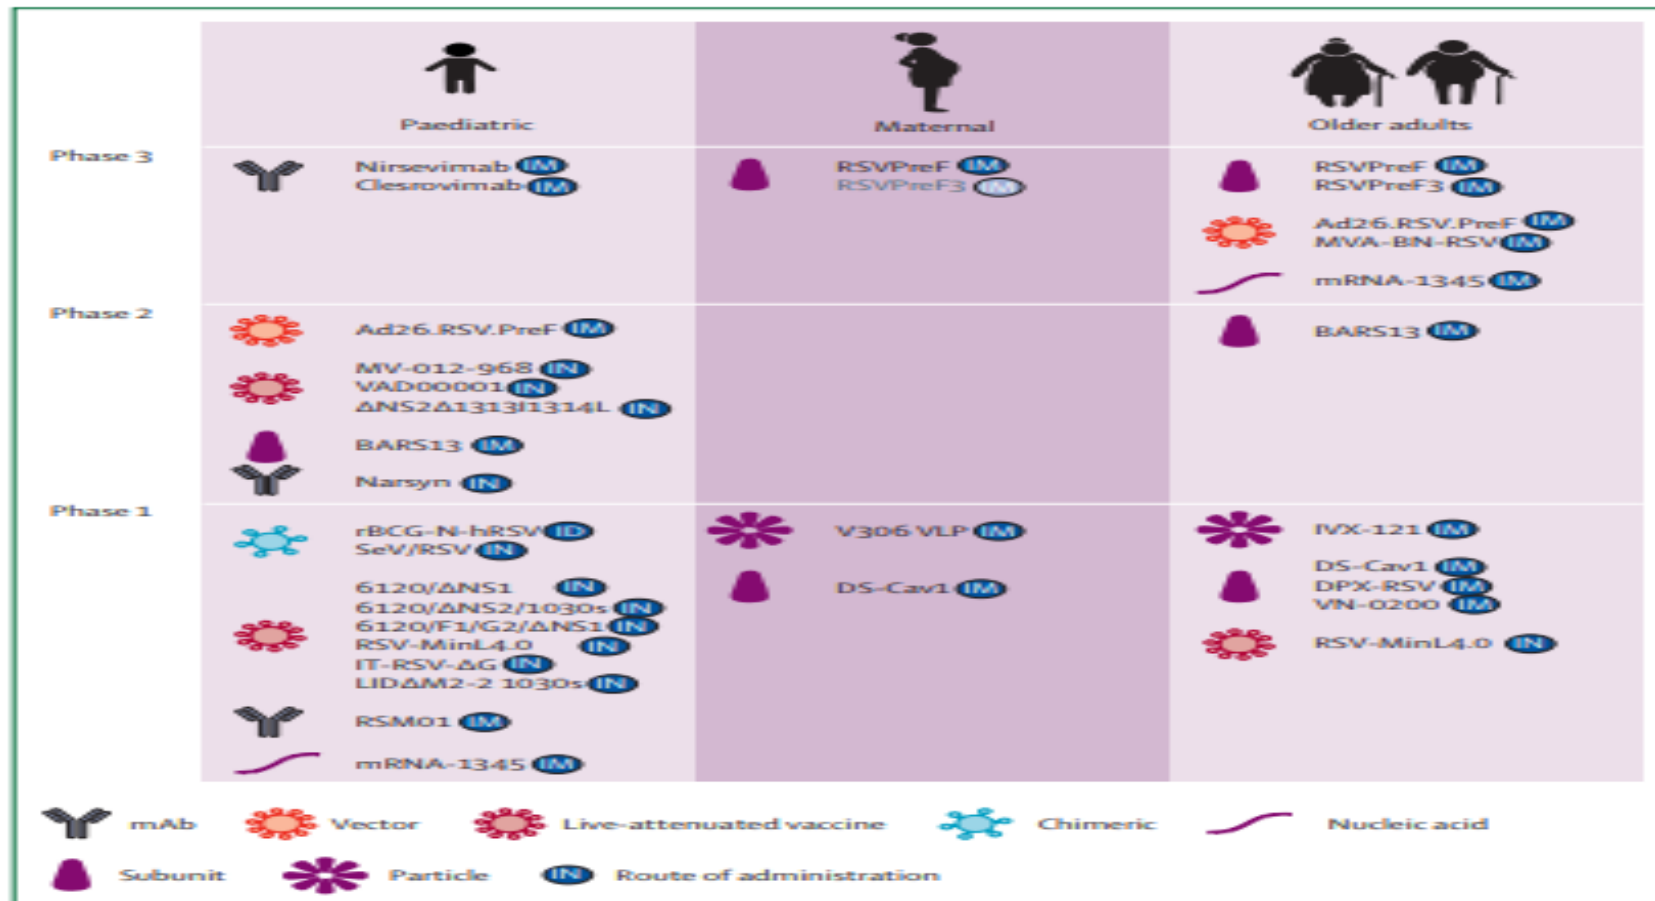 Paediatric
Maternal
Older adults
Phase 3
Nirsevimab IM
Clesrovimab IM
RSVPreF IM
RSVPreF3 IM
RSVPreF IM
RSVPreF3 IM
Ad26.RSV.PreF IM
MVA-BN-RSV IM
mRNA-1345 IM
Phase 2
Ad26.RSV.PreF IM
MV-012-968 IN
VAD00001 IN
ΔNS2Δ1313I1314L IN
BARS13 IM
Narsyn IN
BARS13 IM
Phase 1
rBCG-N-hRSV ID
SeV/RSV IN
6120/ΔNS1 IN
6120/ΔNS2/1030s IN
6120/F1/G2/ΔNS1 IN
RSV-MinL4.0 IN
IT-RSV-ΔG IN
LIDΔM2-2 1030s IN
RSM01 IM
mRNA-1345 IM
V306 VLP IM
DS-Cav1 IM
IVX-121 IM
DS-Cav1 IM
DPX-RSV IM
VN-0200 IM
RSV-MinL4.0 IN
mAb
Vector
Live-attenuated vaccine
Chimeric
Nucleic acid
Subunit
Particle
IN Route of administration